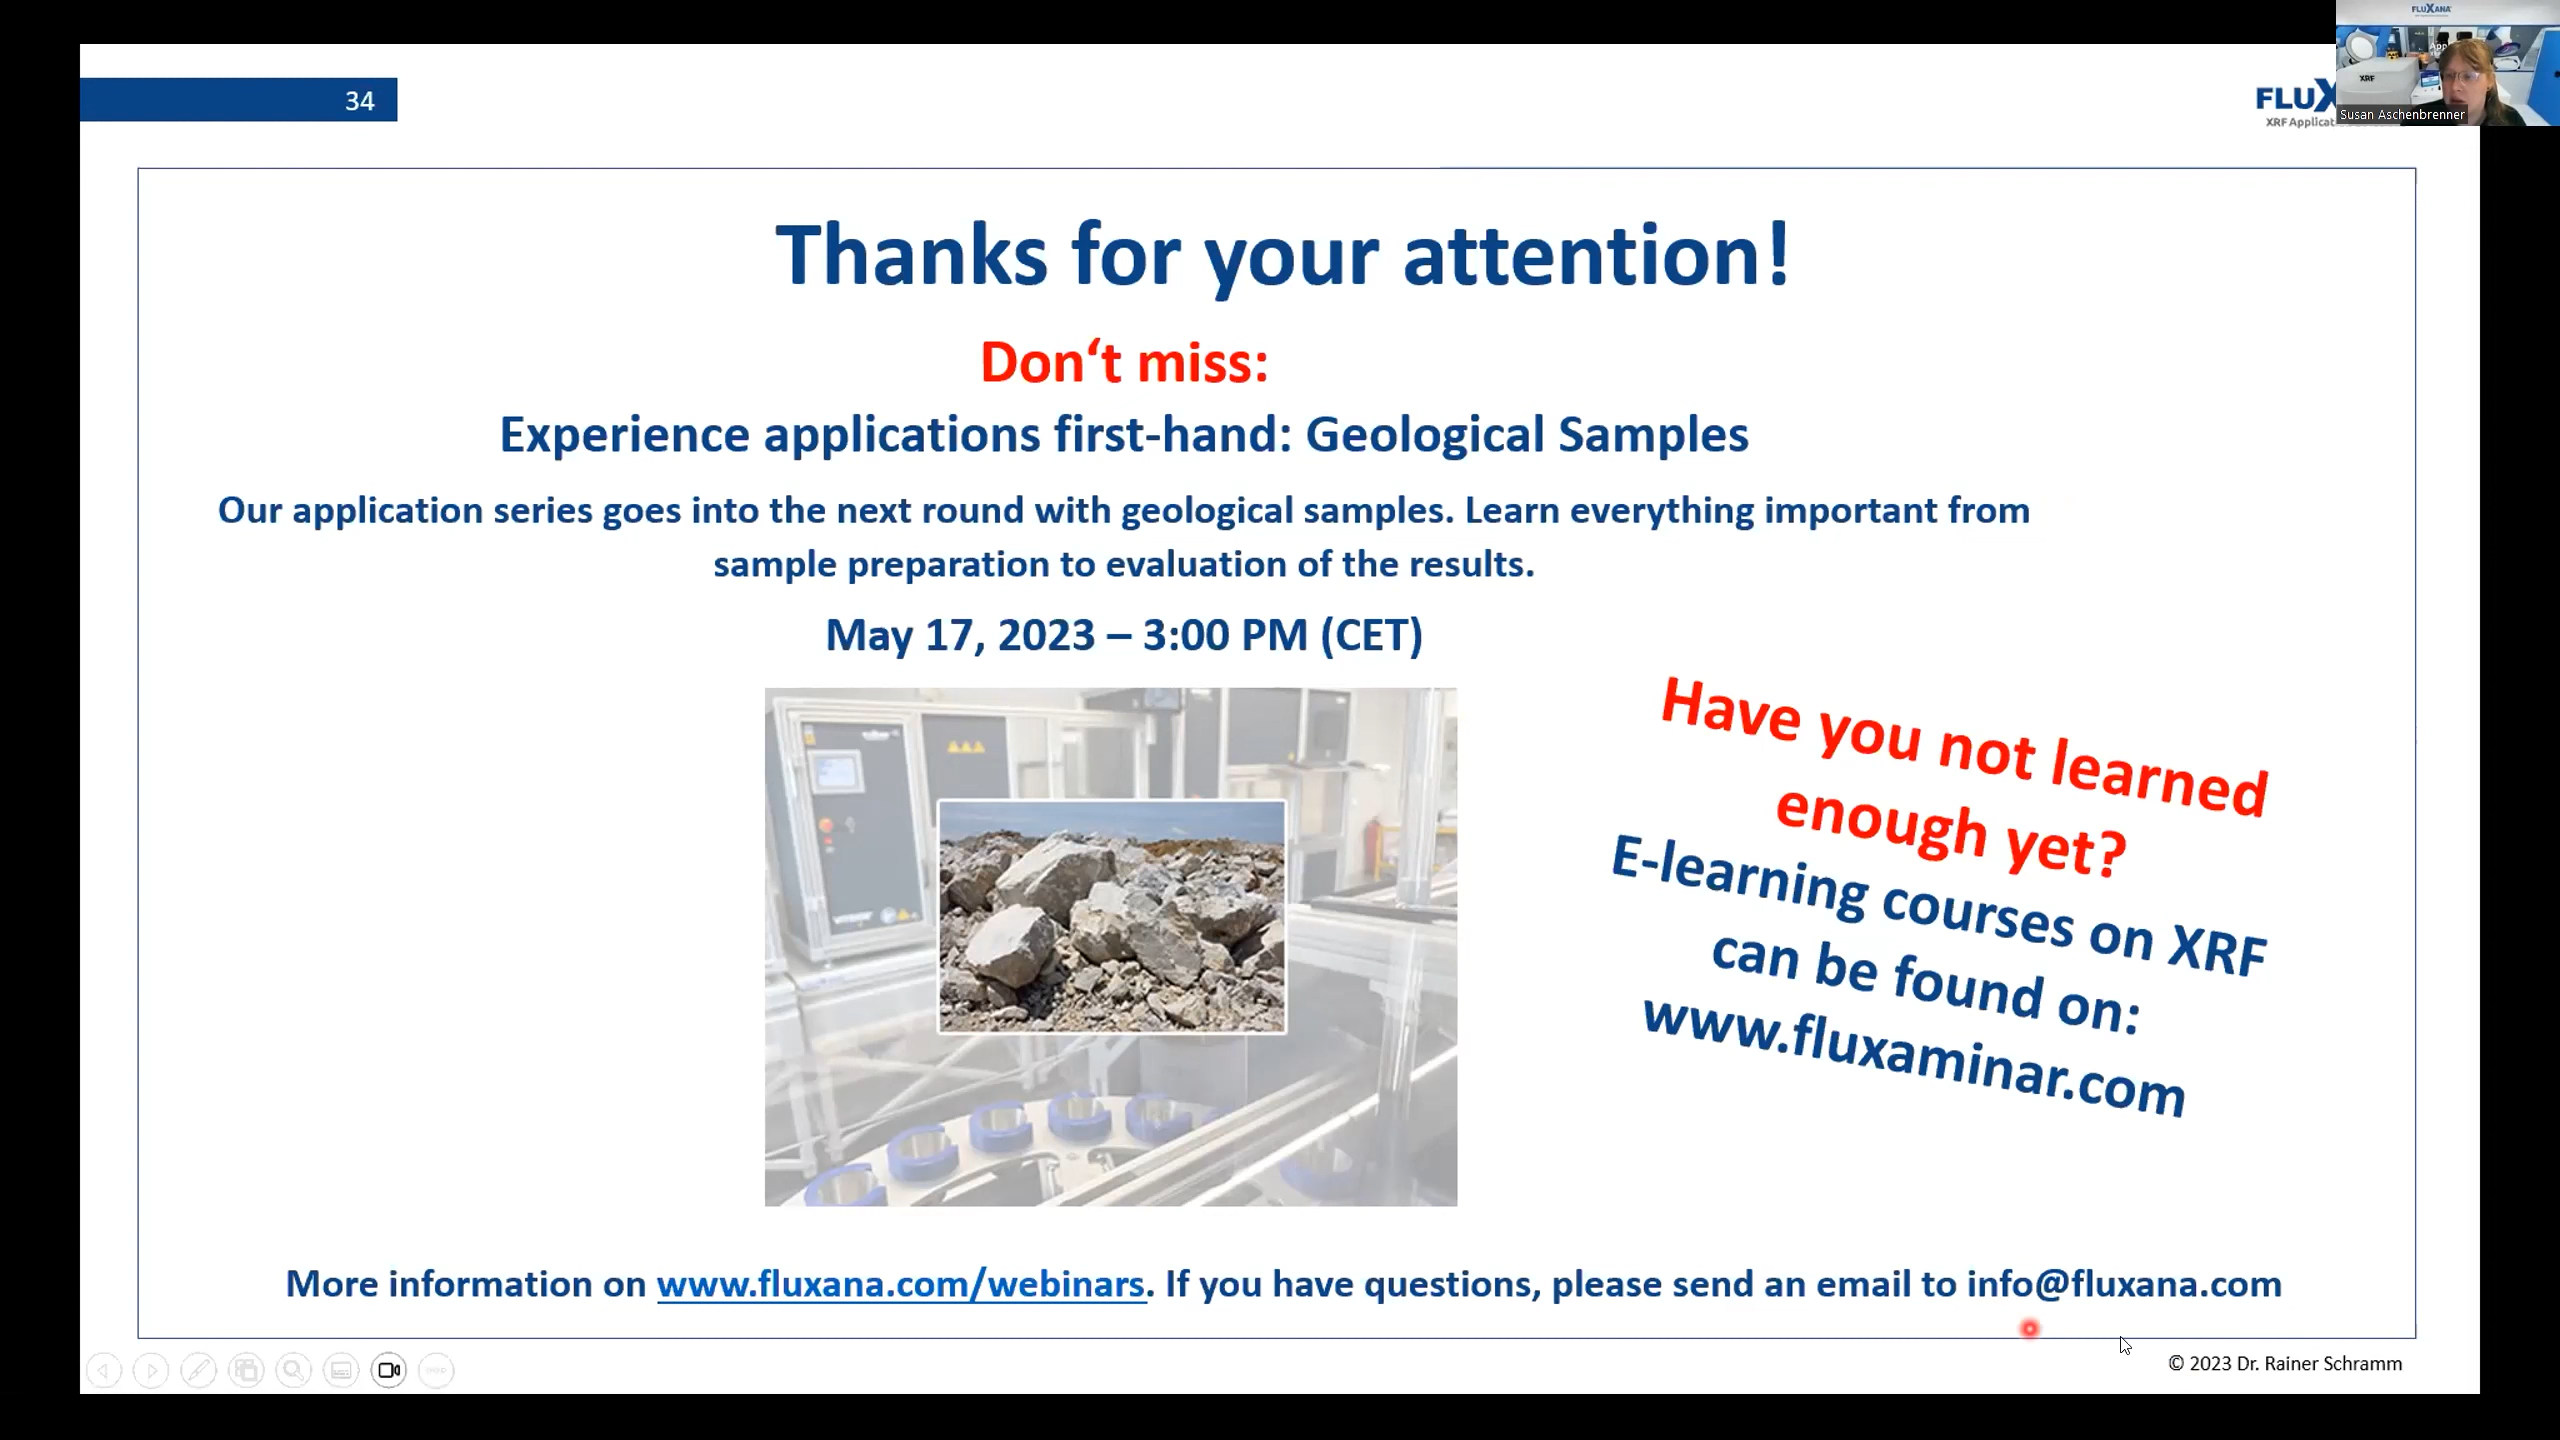 34
FLUX
XRF Applicat
FLUXANA
XRF
Susan Aschenbrenner
Thanks for your attention!
Don‘t miss:
Experience applications first-hand: Geological Samples
Our application series goes into the next round with geological samples. Learn everything important from
sample preparation to evaluation of the results.
May 17, 2023 – 3:00 PM (CET)
Have you not learned
enough yet?
E-learning courses on XRF
can be found on:
www.fluxaminar.com
More information on www.fluxana.com/webinars. If you have questions, please send an email to info@fluxana.com
© 2023 Dr. Rainer Schramm